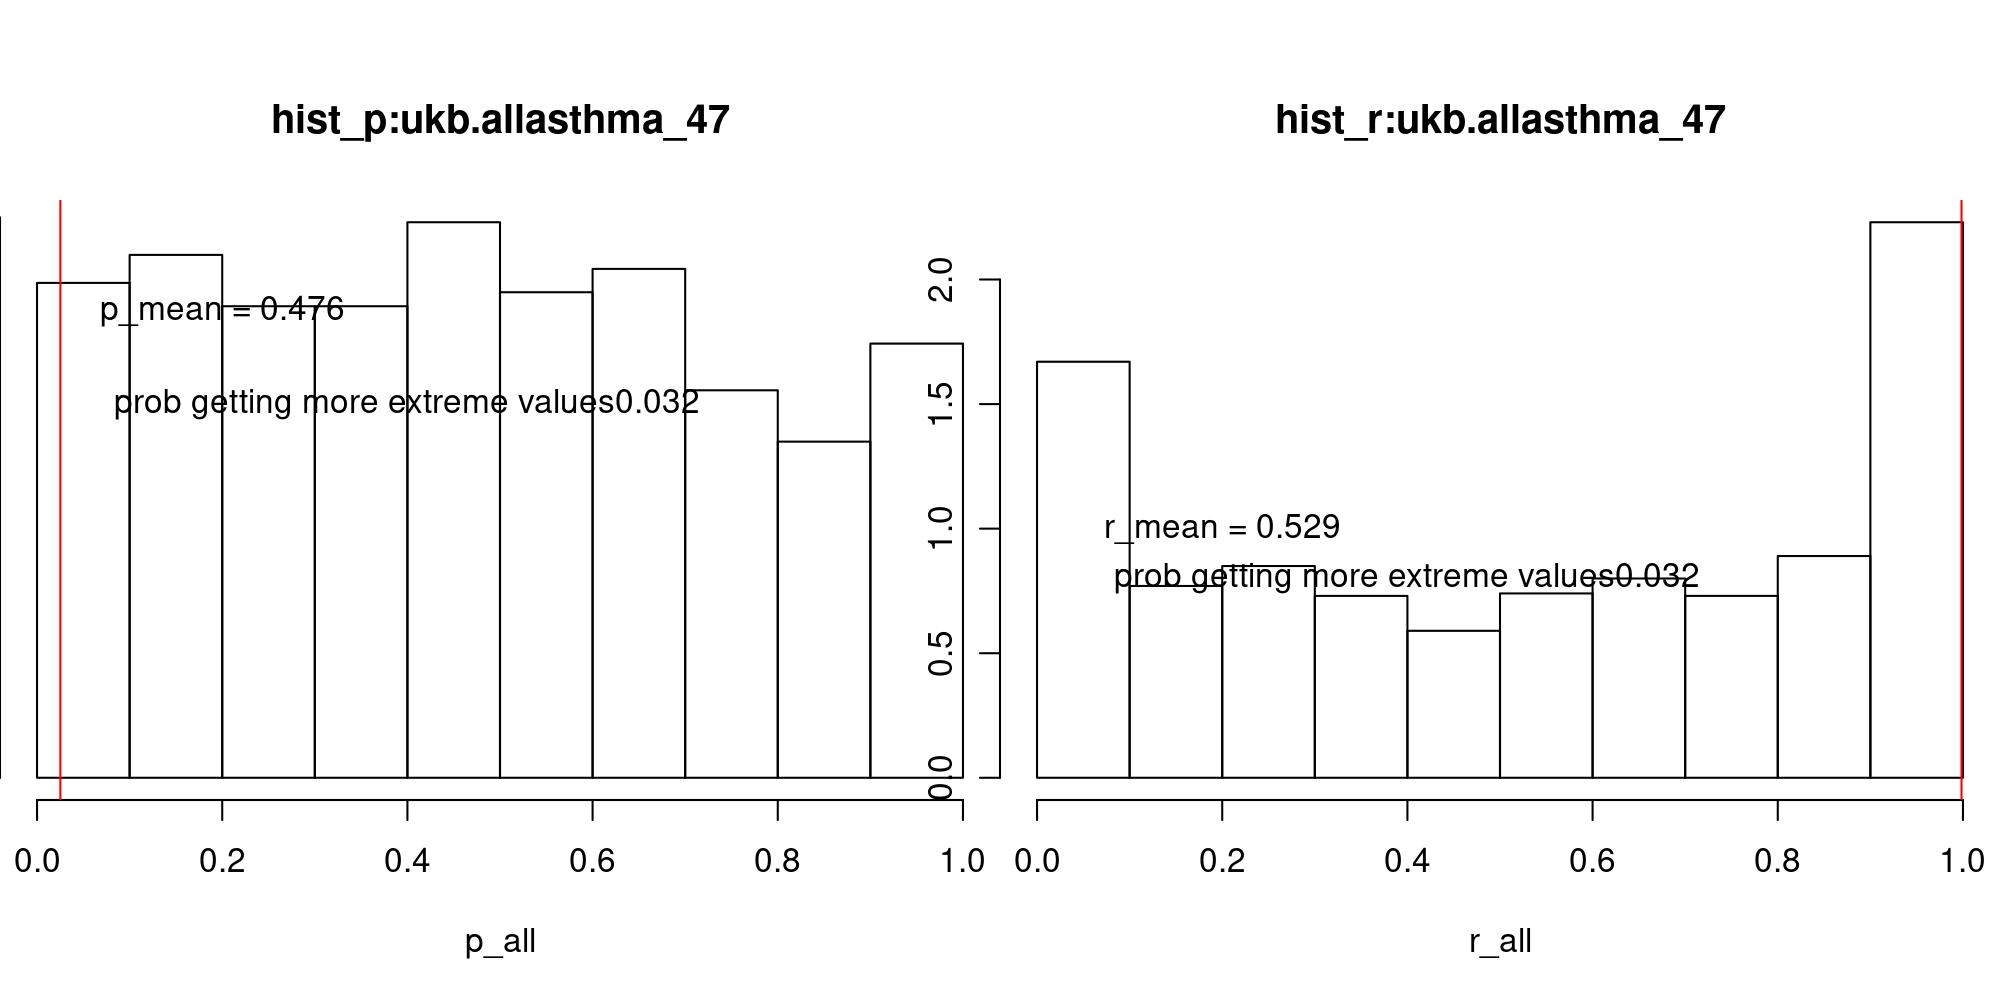 hist_p:ukb.allasthma_47
p_mean = 0.476
prob getting more extreme values0.032
0.0 0.2 0.4 0.6 0.8 1.0
p_all
hist_r:ukb.allasthma_47
2.0
1.5
1.0
0.5
0.0
r_mean = 0.529
prob getting more extreme values0.032
0.0 0.2 0.4 0.6 0.8 1.0
r_all